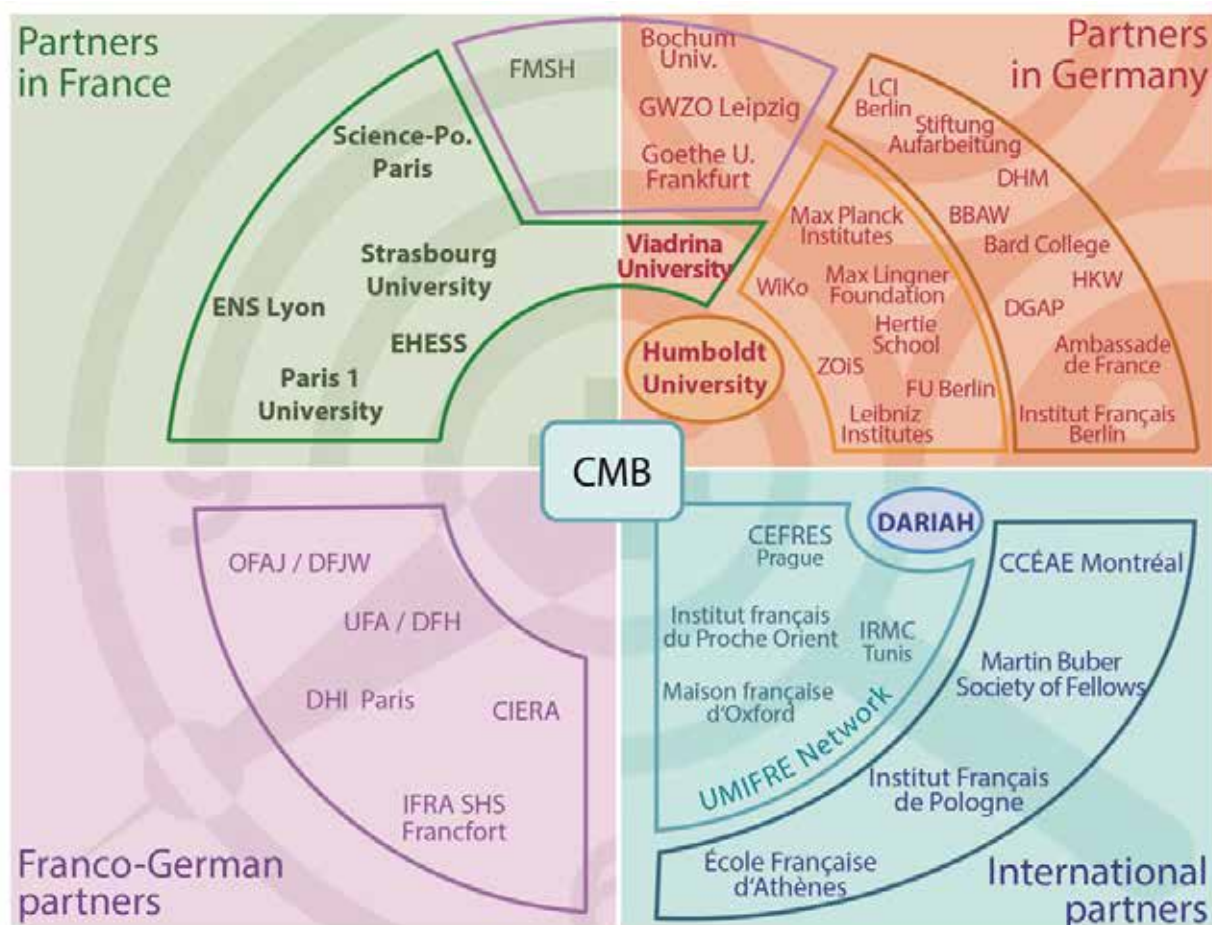 Partners
in France
FMSH
Science-Po.
Paris
Strasbourg
University
ENS Lyon
EHESS
Paris 1
University
Partners
in Germany
Bochum
Univ.
GWZO Leipzig
Goethe U.
Frankfurt
Viadrina
University
Humboldt
University
LCI
Berlin
Stiftung
Aufarbeitung
DHM
BBAW
Bard College
HKW
DGAP
Ambassade
de France
Institut Français
Berlin
Max Planck
Institutes
WiKo
Max Lingner
Foundation
Hertie
School
ZOiS
FU Berlin
Leibniz
Institutes
CMB
OFAJ / DFJW
UFA / DFH
DHI Paris
CIERA
IFRA SHS
Francfort
Franco-German
partners
DARIAH
CEFRES
Prague
Institut français
du Proche Orient
IRMC
Tunis
Maison française
d'Oxford
UMIFRE Network
CCÉAE Montréal
Martin Buber
Society of Fellows
Institut Français
de Pologne
École Française
d'Athènes
International
partners